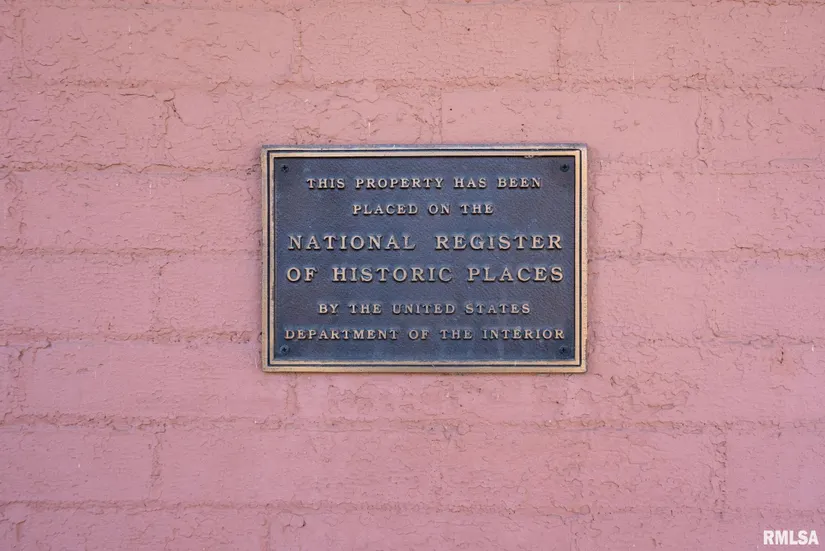 THIS PROPERTY HAS BEEN
PLACED ON THE
NATIONAL REGISTER
OF HISTORIC PLACES
BY THE UNITED STATES
DEPARTMENT OF THE INTERIOR
RMLSA